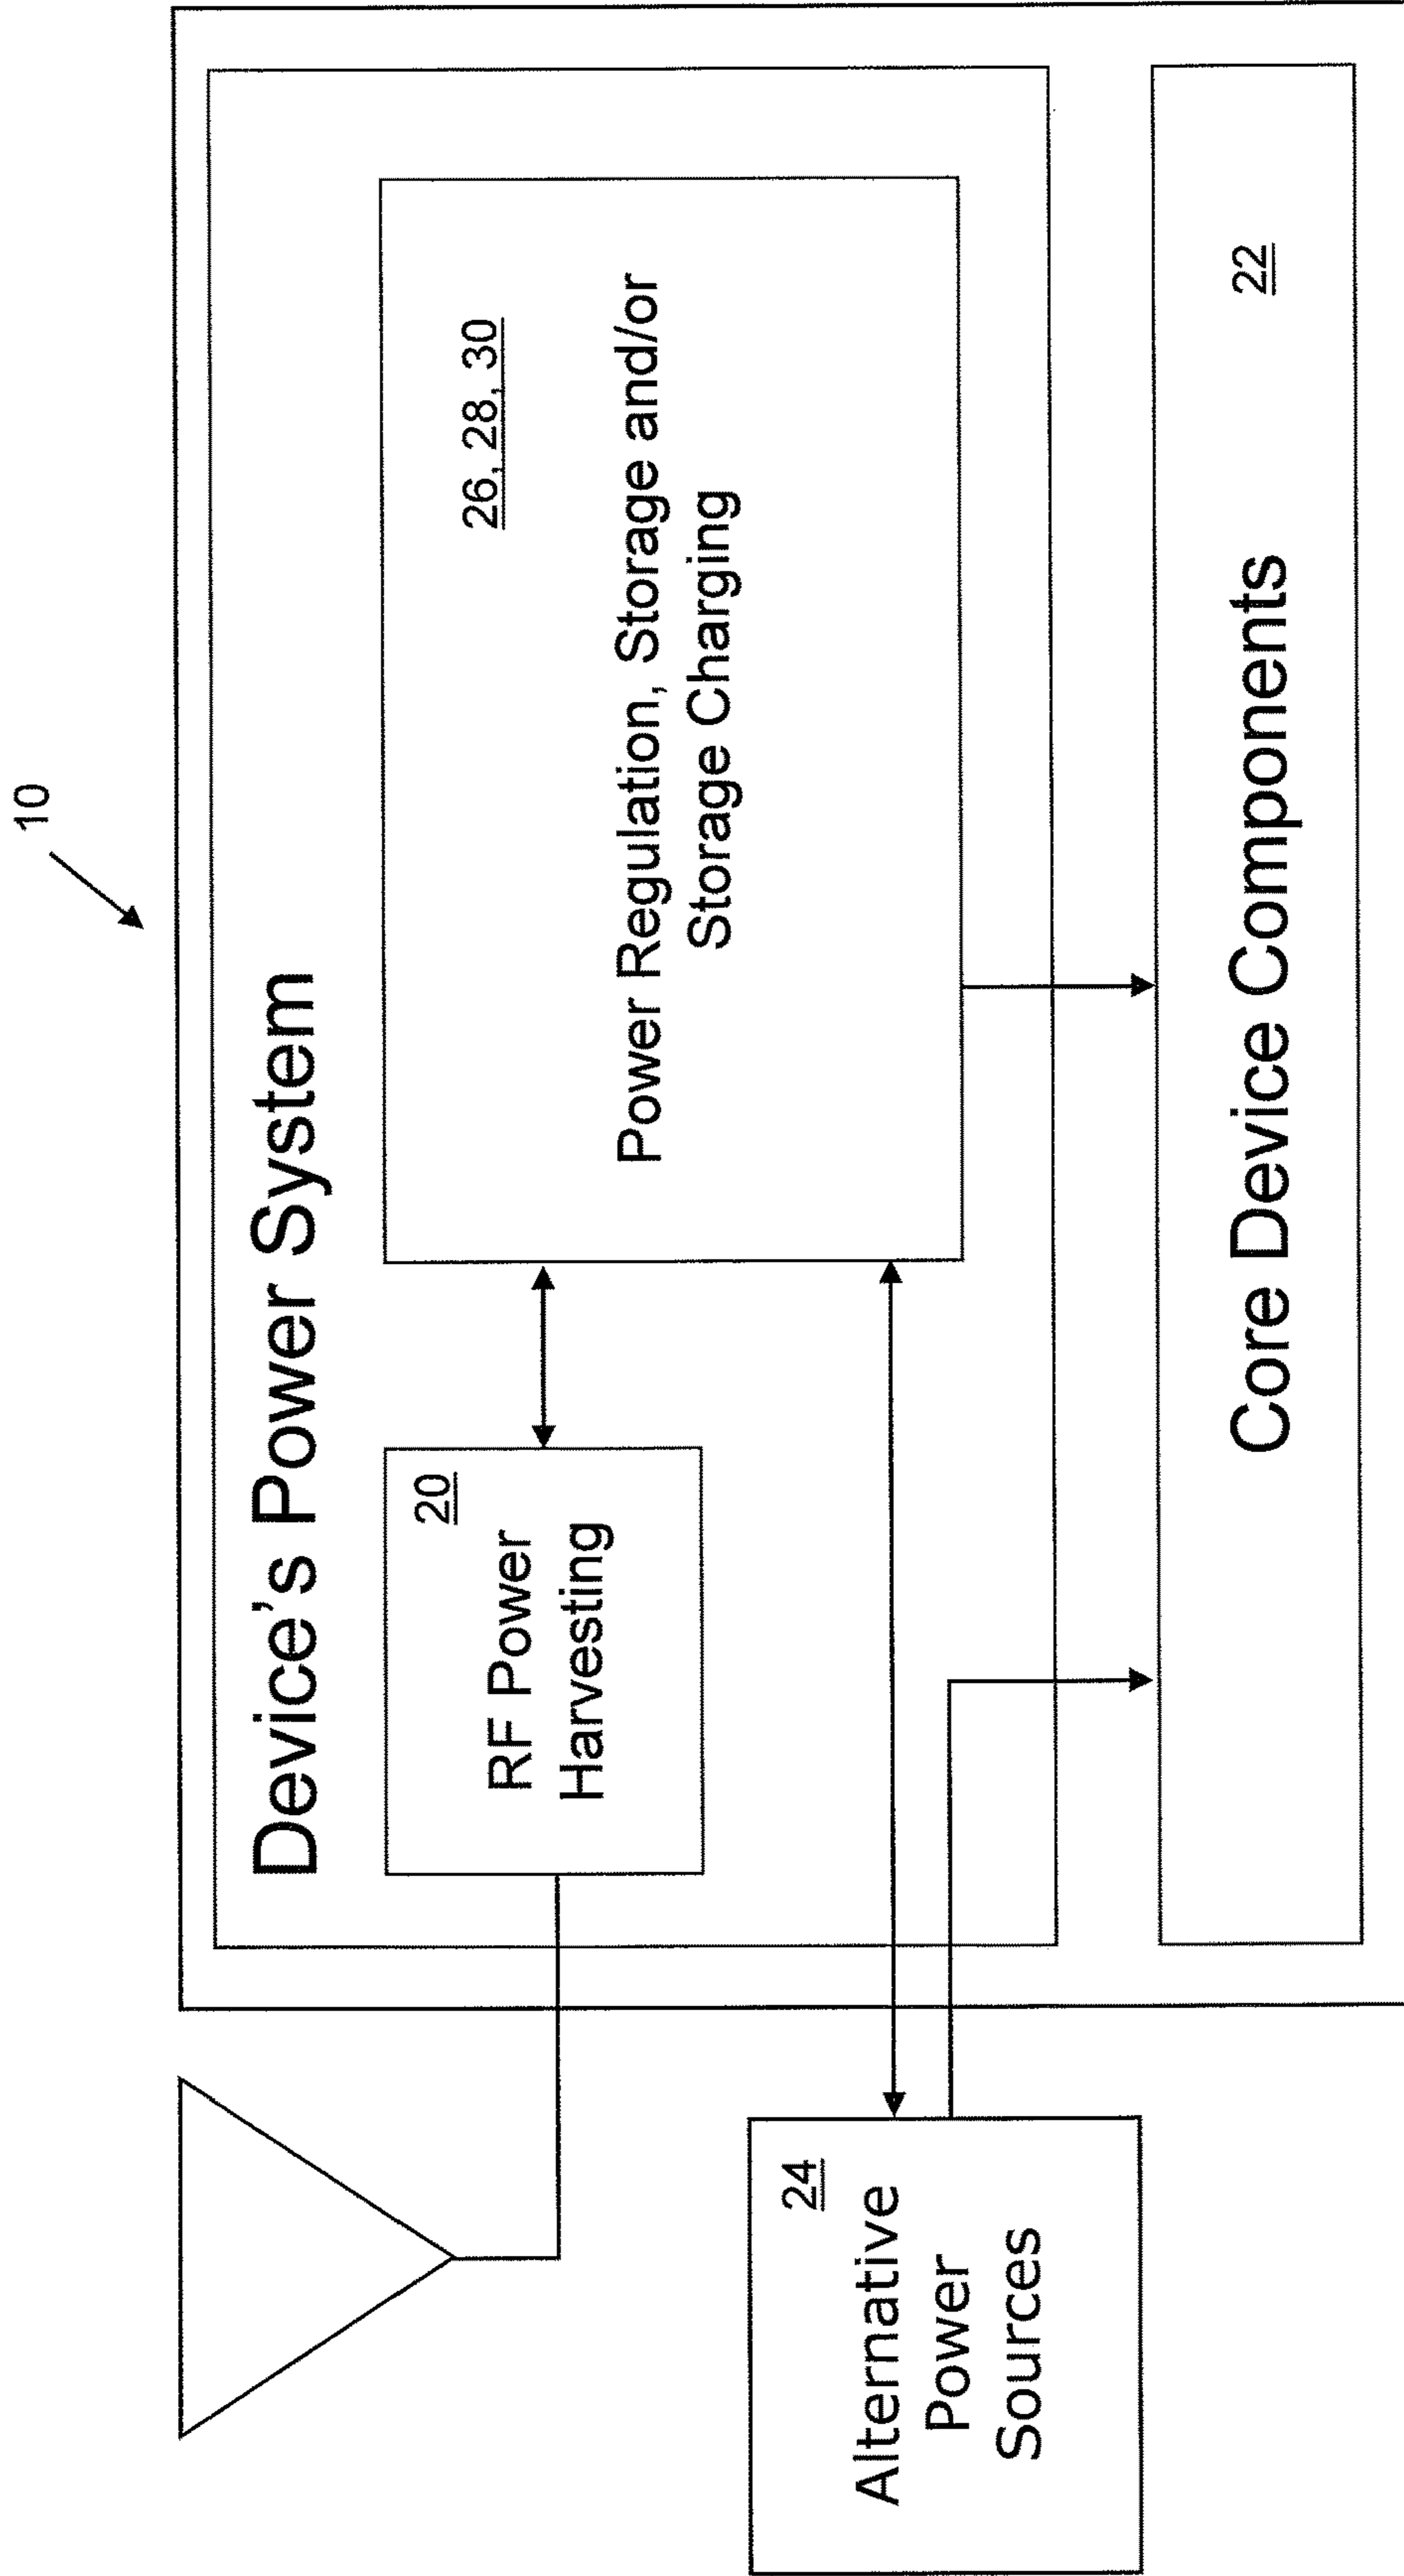 10
Device's Power System
20
RF Power
Harvesting
26, 28, 30
Power Regulation, Storage and/or
Storage Charging
24
Alternative
Power
Sources
Core Device Components
22